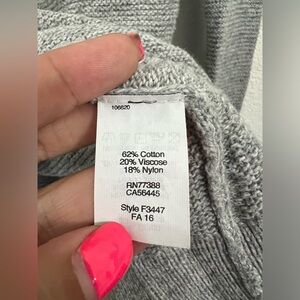 106620
62% Cotton
20% Viscose
18% Nylon
RN77388
CA56445
Style F3447
FA 16